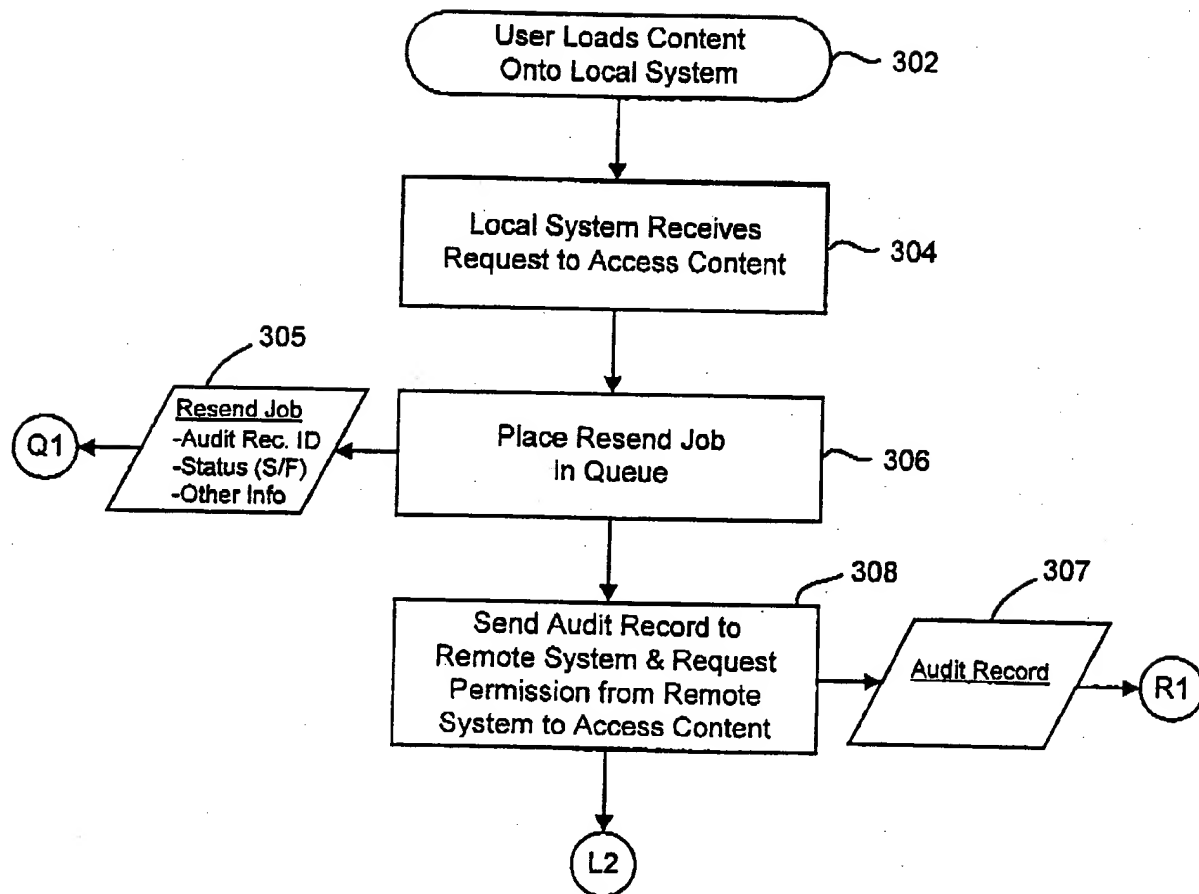 User Loads Content
Onto Local System
302
Local System Receives
Request to Access Content
304
305
Resend Job
-Audit Rec. ID
-Status (S/F)
-Other Info
Q1
Place Resend Job
in Queue
306
308
307
Send Audit Record to
Remote System & Request
Permission from Remote
System to Access Content
Audit Record
R1
L2